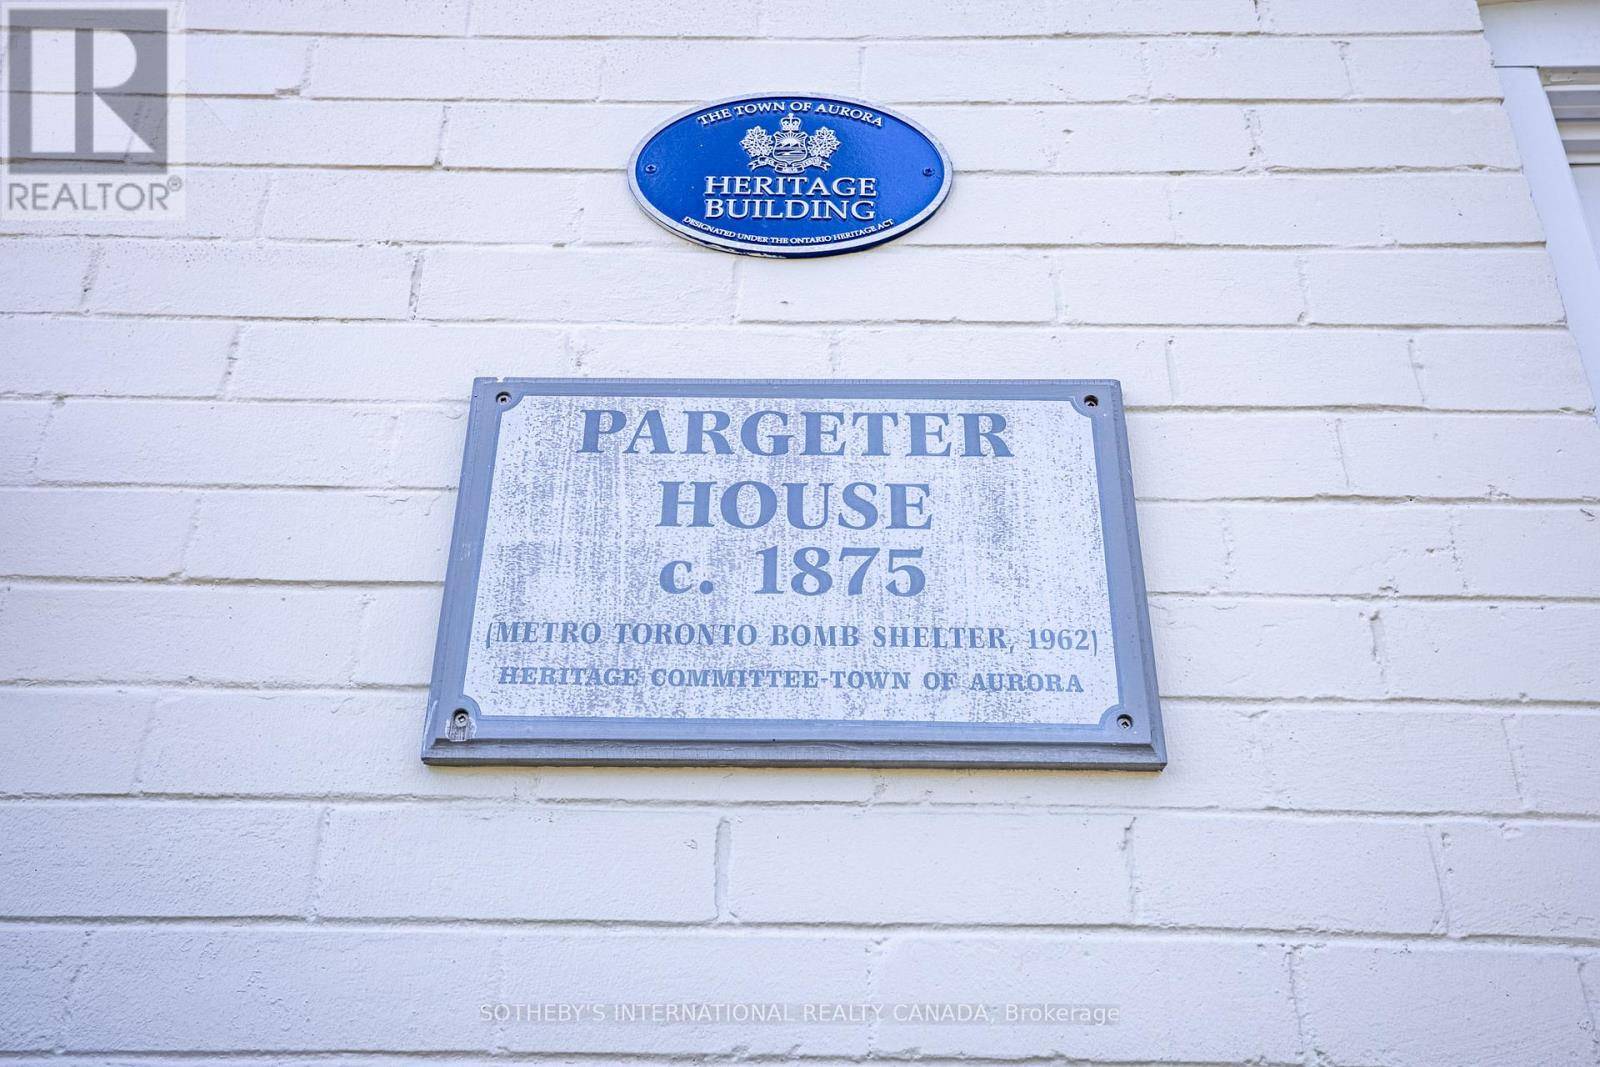 R
REALTOR®
THE TOWN OF AURORA
HERITAGE
BUILDING
DESIGNATED UNDER THE ONTARIO HERITAGE ACT
PARGETER
HOUSE
c. 1875
(METRO TORONTO BOMB SHELTER, 1962)
HERITAGE COMMITTEE-TOWN OF AURORA
SOTHEBY'S INTERNATIONAL REALTY CANADA, Brokerage